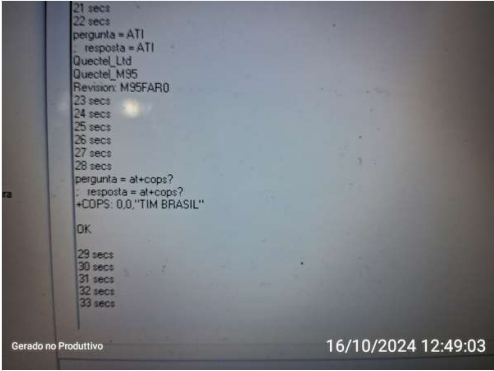 21 secs
22 secs
pergunta = ATI
:  resposta = ATI
Quectel_Ltd
Quectel_M95
Revision: M95FAR0
23 secs
24 secs
25 secs
26 secs
27 secs
28 secs
pergunta = at+cops?
:  resposta = at+cops?
+COPS: 0,0,"TIM BRASIL"
OK
29 secs
30 secs
31 secs
32 secs
33 secs
ra
Gerado no Produttivo
16/10/2024 12:49:03